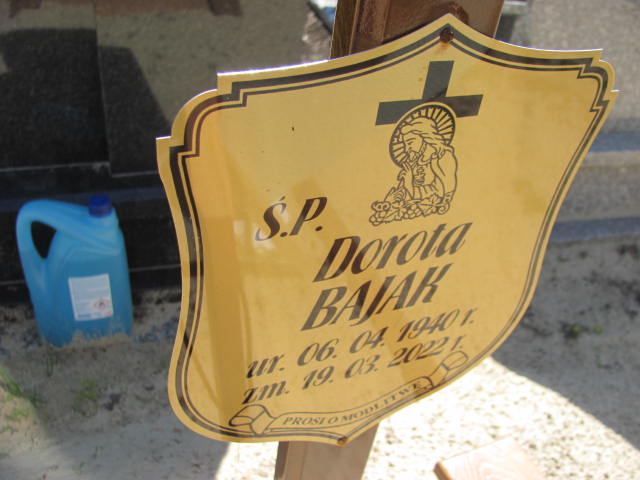 Ś.P.
Dorota
BAJAK
ur. 06. 04. 1940 r.
zm. 19. 03. 2022 r.
PROSI O MODLITWĘ